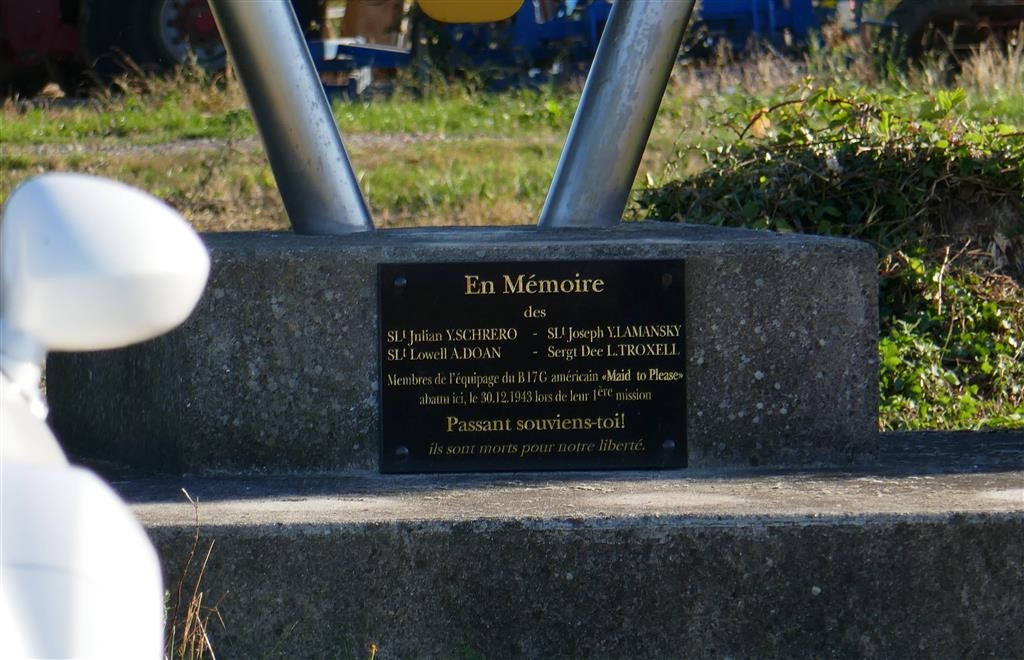 En Mémoire
des
SLt Julian Y.SCHRERO - SLt Joseph Y.LAMANSKY
SLt Lowell A.DOAN - Sergt Dee L.TROXELL
Membres de l'équipage du B17G américain «Maid to Please»
abattu ici, le 30.12.1943 lors de leur 1ère mission
Passant souviens-toi!
ils sont morts pour notre liberté.